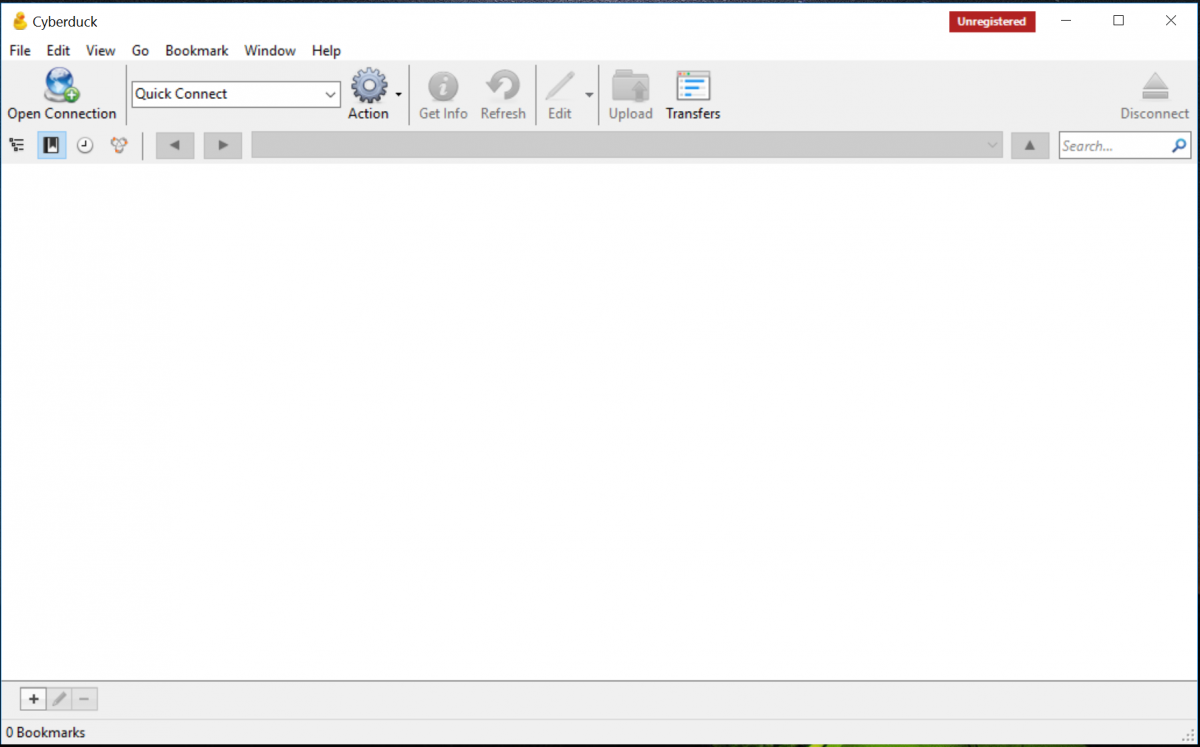 Cyberduck
Unregistered
File Edit View Go Bookmark Window Help
Open Connection
Quick Connect
Action
Get Info
Refresh
Edit
Upload
Transfers
Disconnect
Search...
0 Bookmarks